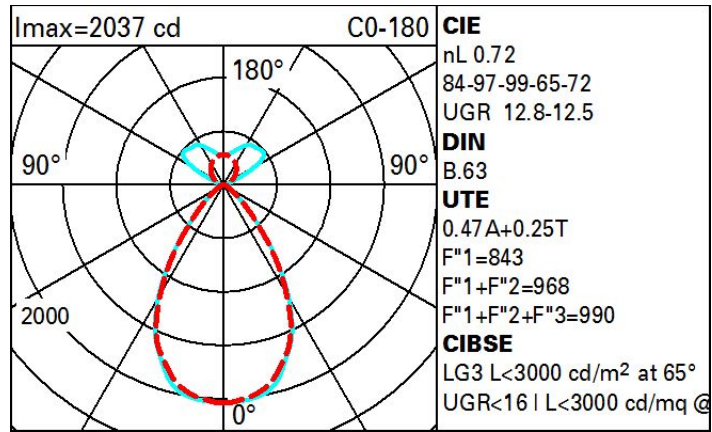 Imax=2037 cd C0-180
180°
90° 90°
2000
0°
CIE
nL 0.72
84-97-99-65-72
UGR 12.8-12.5
DIN
B.63
UTE
0.47A+0.25T
F"1=843
F"1+F"2=968
F"1+F"2+F"3=990
CIBSE
LG3 L<3000 cd/m² at 65°
UGR<16 | L<3000 cd/mq @